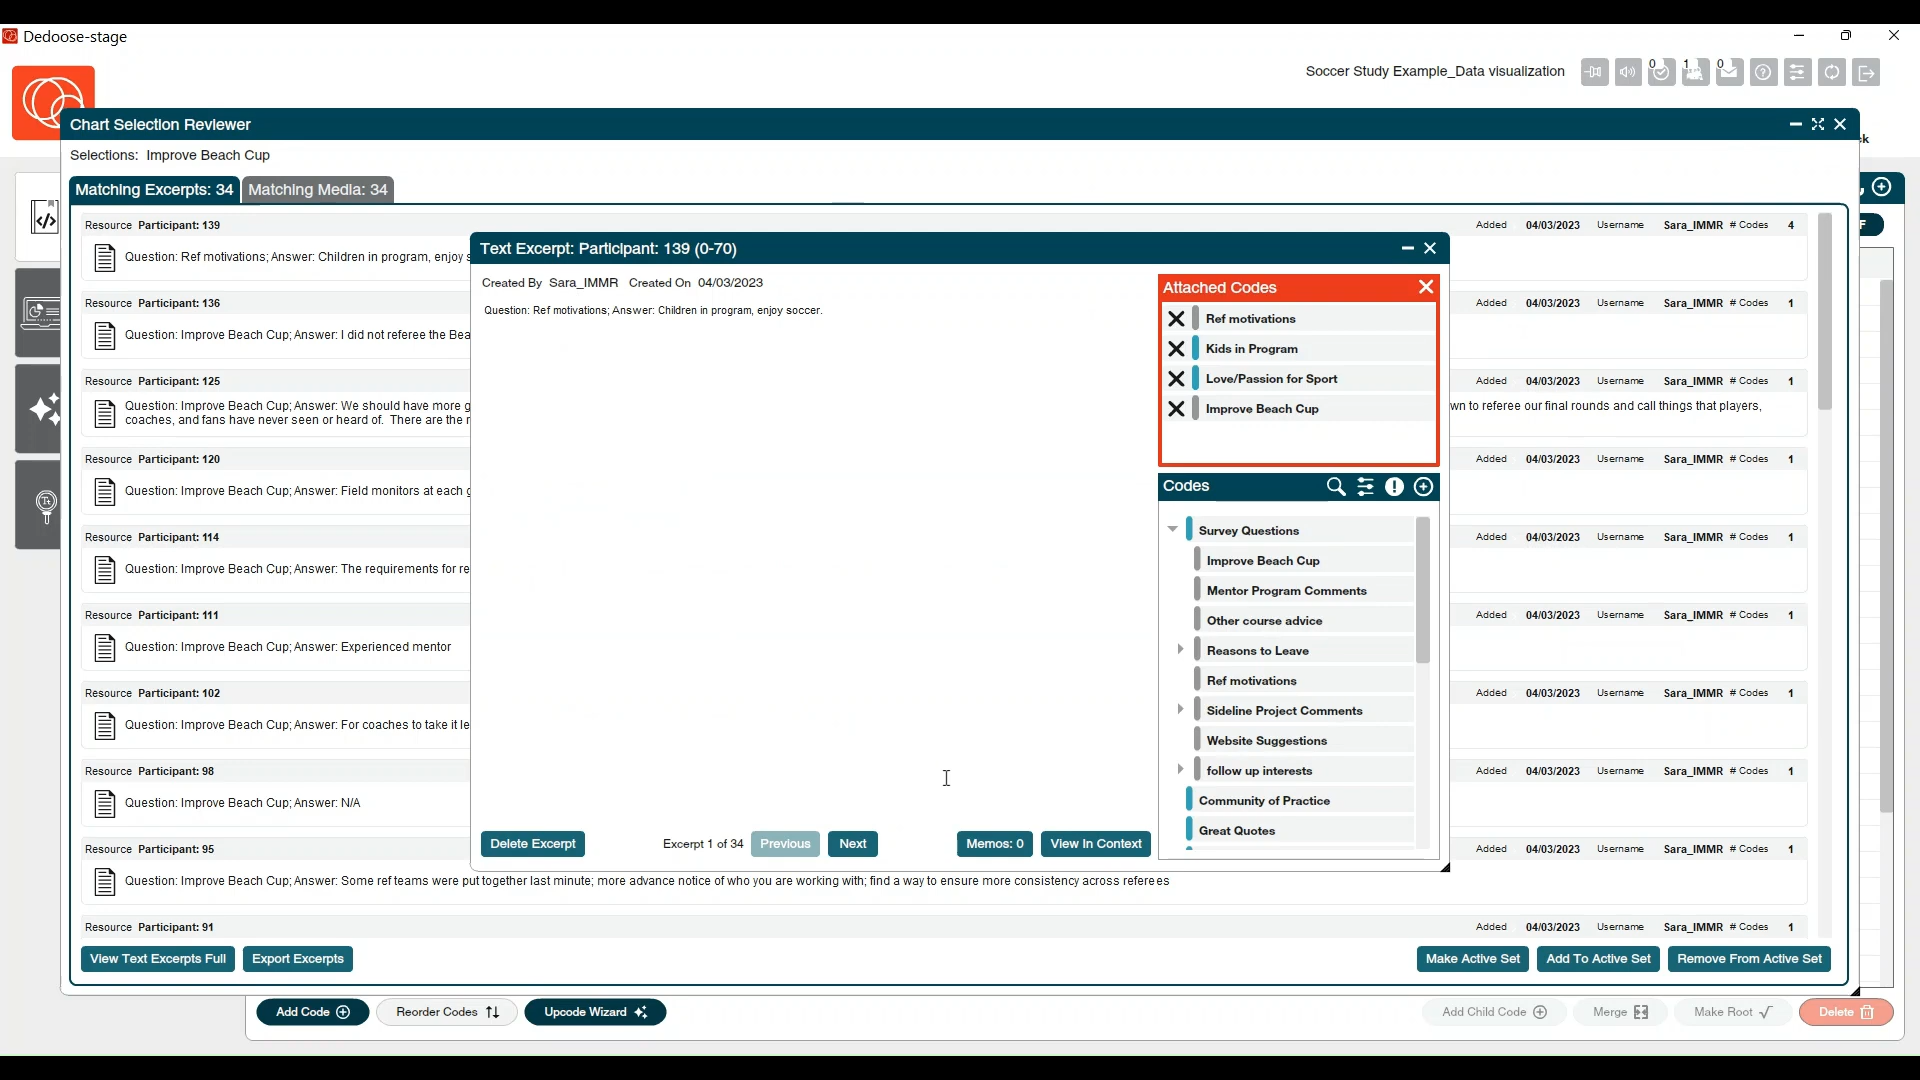 Dedoose-stage
Soccer Study Example_Data visualization
0
1
0
Chart Selection Reviewer
Selections: Improve Beach Cup
Matching Excerpts: 34
Matching Media: 34
Resource Participant: 139
Added 04/03/2023 Username Sara_IMMR # Codes 4
Question: Ref motivations; Answer: Children in program, enjoy s
Resource Participant: 136
Added 04/03/2023 Username Sara_IMMR # Codes 1
Question: Improve Beach Cup; Answer: I did not referee the Bea
Resource Participant: 125
Added 04/03/2023 Username Sara_IMMR # Codes 1
Question: Improve Beach Cup; Answer: We should have more g
wn to referee our final rounds and call things that players,
coaches, and fans have never seen or heard of. There are the r
Resource Participant: 120
Added 04/03/2023 Username Sara_IMMR # Codes 1
Question: Improve Beach Cup; Answer: Field monitors at each g
Resource Participant: 114
Added 04/03/2023 Username Sara_IMMR # Codes 1
Question: Improve Beach Cup; Answer: The requirements for re
Resource Participant: 111
Added 04/03/2023 Username Sara_IMMR # Codes 1
Question: Improve Beach Cup; Answer: Experienced mentor
Resource Participant: 102
Added 04/03/2023 Username Sara_IMMR # Codes 1
Question: Improve Beach Cup; Answer: For coaches to take it le
Resource Participant: 98
Added 04/03/2023 Username Sara_IMMR # Codes 1
Question: Improve Beach Cup; Answer: N/A
Resource Participant: 95
Added 04/03/2023 Username Sara_IMMR # Codes 1
Question: Improve Beach Cup; Answer: Some ref teams were put together last minute; more advance notice of who you are working with; find a way to ensure more consistency across referees
Resource Participant: 91
Added 04/03/2023 Username Sara_IMMR # Codes 1
View Text Excerpts Full
Export Excerpts
Make Active Set
Add To Active Set
Remove From Active Set
Text Excerpt: Participant: 139 (0-70)
Created By Sara_IMMR Created On 04/03/2023
Question: Ref motivations; Answer: Children in program, enjoy soccer.
Attached Codes
Ref motivations
Kids in Program
Love/Passion for Sport
Improve Beach Cup
Codes
Survey Questions
Improve Beach Cup
Mentor Program Comments
Other course advice
Reasons to Leave
Ref motivations
Sideline Project Comments
Website Suggestions
follow up interests
Community of Practice
Great Quotes
Delete Excerpt
Excerpt 1 of 34
Previous
Next
Memos: 0
View In Context
Add Code
Reorder Codes
Upcode Wizard
Add Child Code
Merge
Make Root
Delete